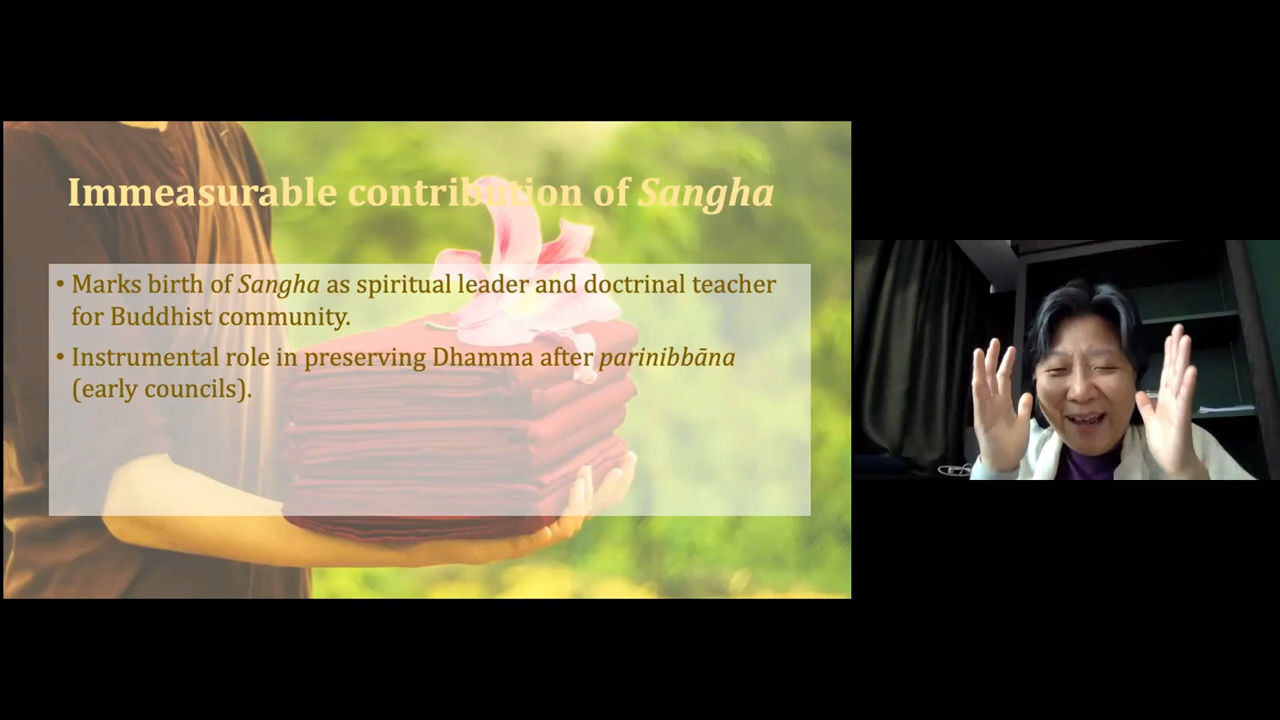 Immeasurable contribution of Sangha
• Marks birth of Sangha as spiritual leader and doctrinal teacher
for Buddhist community.
• Instrumental role in preserving Dhamma after parinibbāna
(early councils).